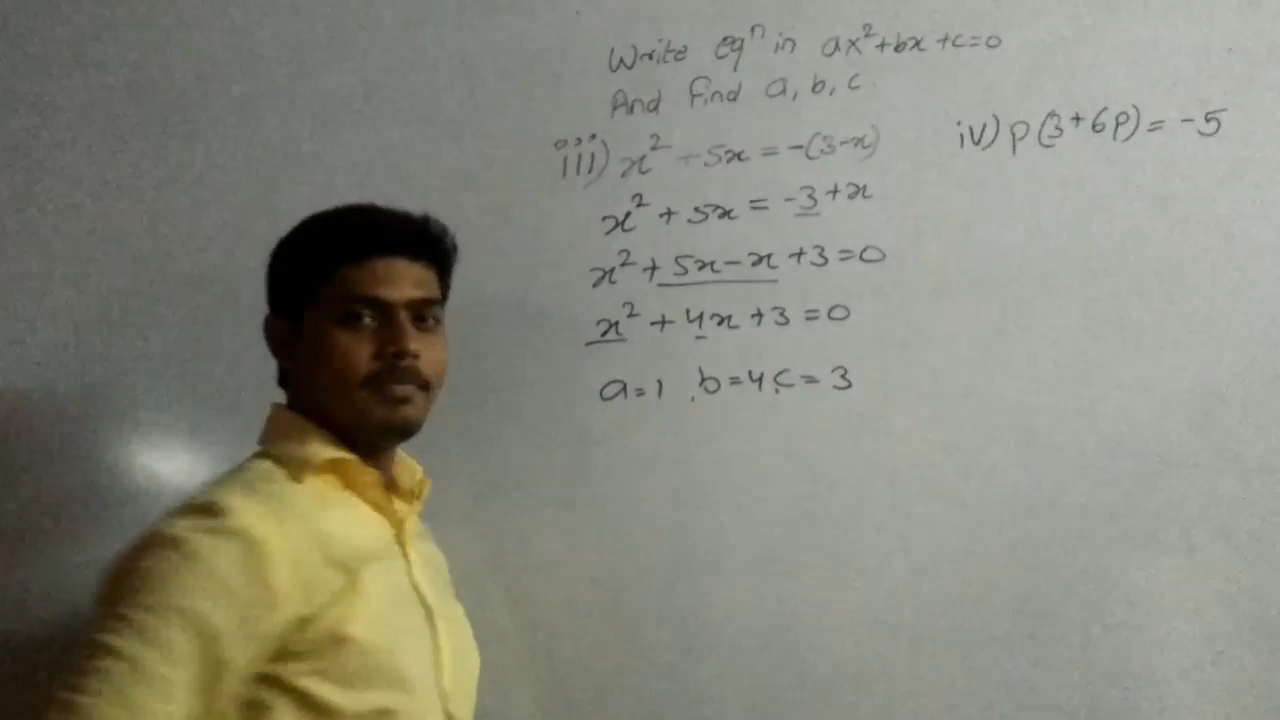 Write eqⁿ in ax²+bx+c=0
And find a, b, c.
iii) x² +5x = -(3-x)
x² + 5x = -3 +x
x² + 5x - x +3 = 0
x² + 4x +3 = 0
a=1, b=4, c=3
iv) P(3+6P) = -5